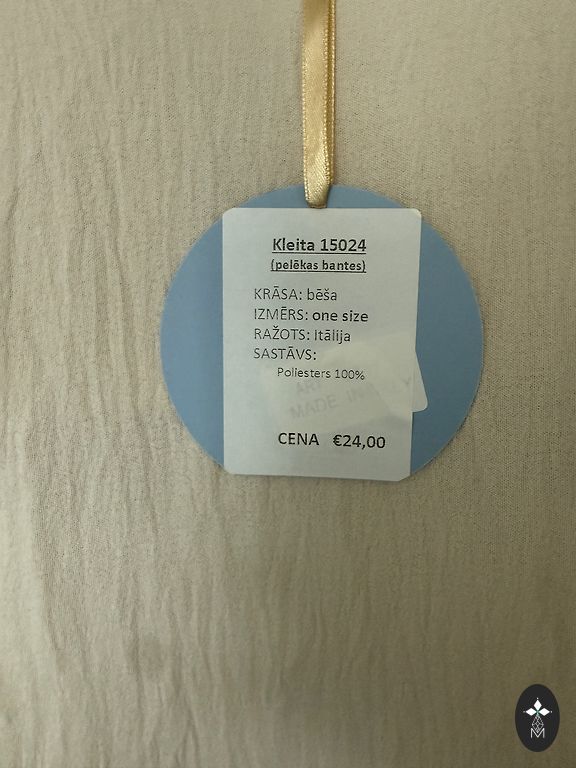 Kleita 15024
(pelēkas bantes)
KRĀSA: bēša
IZMĒRS: one size
RAŽOTS: Itālija
SASTĀVS:
Poliesters 100%
MADE IN
CENA €24,00
M